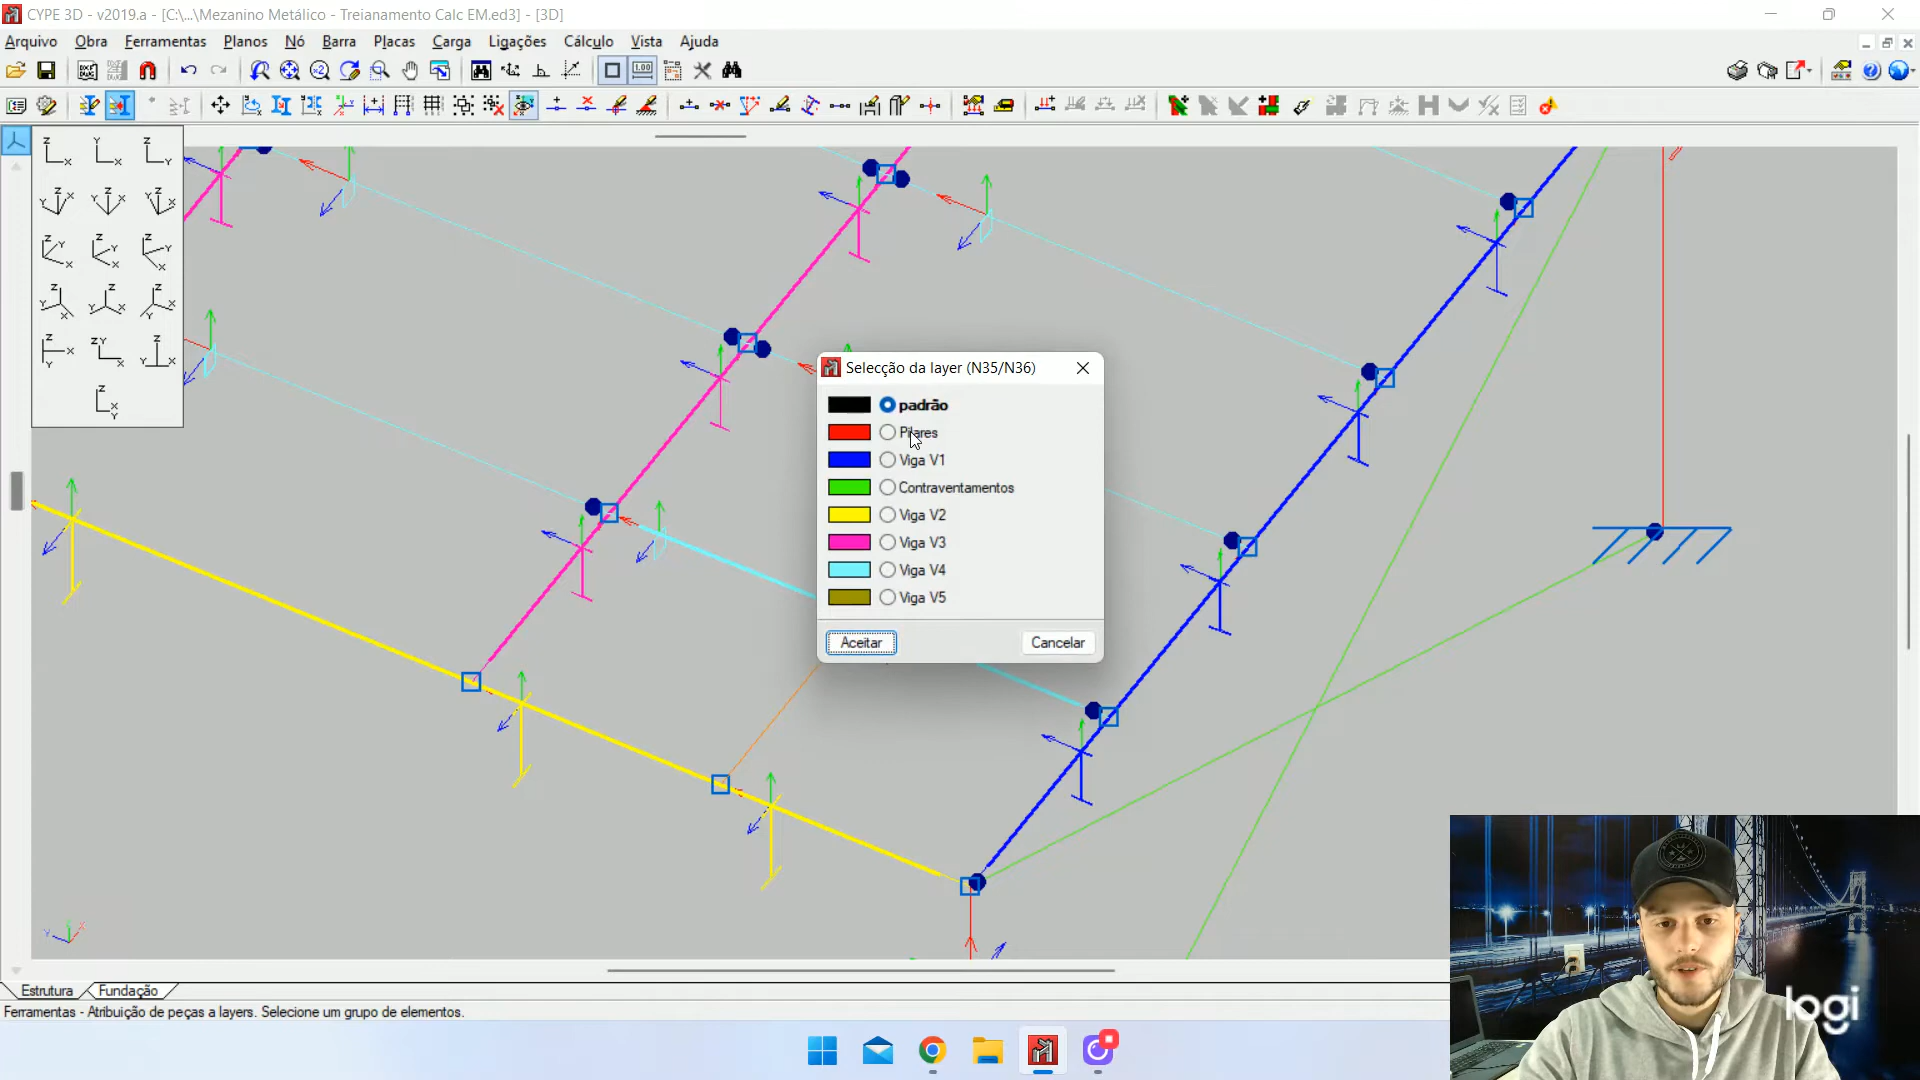 CYPE 3D - v2019.a - [C:\...\Mezanino Metálico - Treianamento Calc EM.ed3] - [3D]
Arquivo Obra Ferramentas Planos Nó Barra Placas Carga Ligações Cálculo Vista Ajuda
Selecção da layer (N35/N36)
padrão
Pilares
Viga V1
Contraventamentos
Viga V2
Viga V3
Viga V4
Viga V5
Aceitar Cancelar
Estrutura Fundação
Ferramentas - Atribuição de peças a layers. Selecione um grupo de elementos.
logi